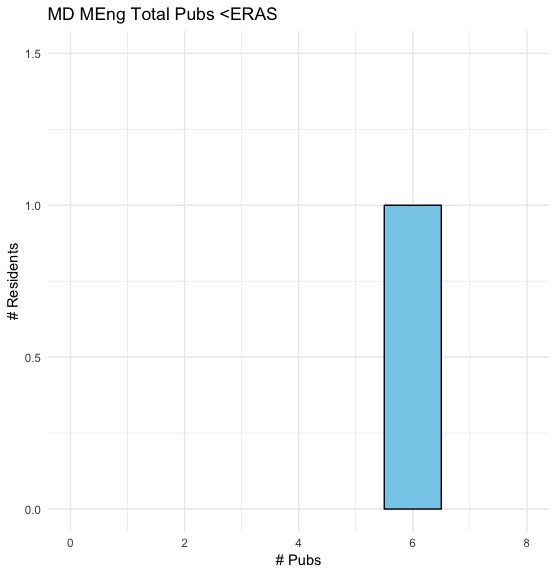 MD MEng Total Pubs <ERAS
1.5
1.0
0.5
0.0
# Residents
0 2 4 6 8
# Pubs